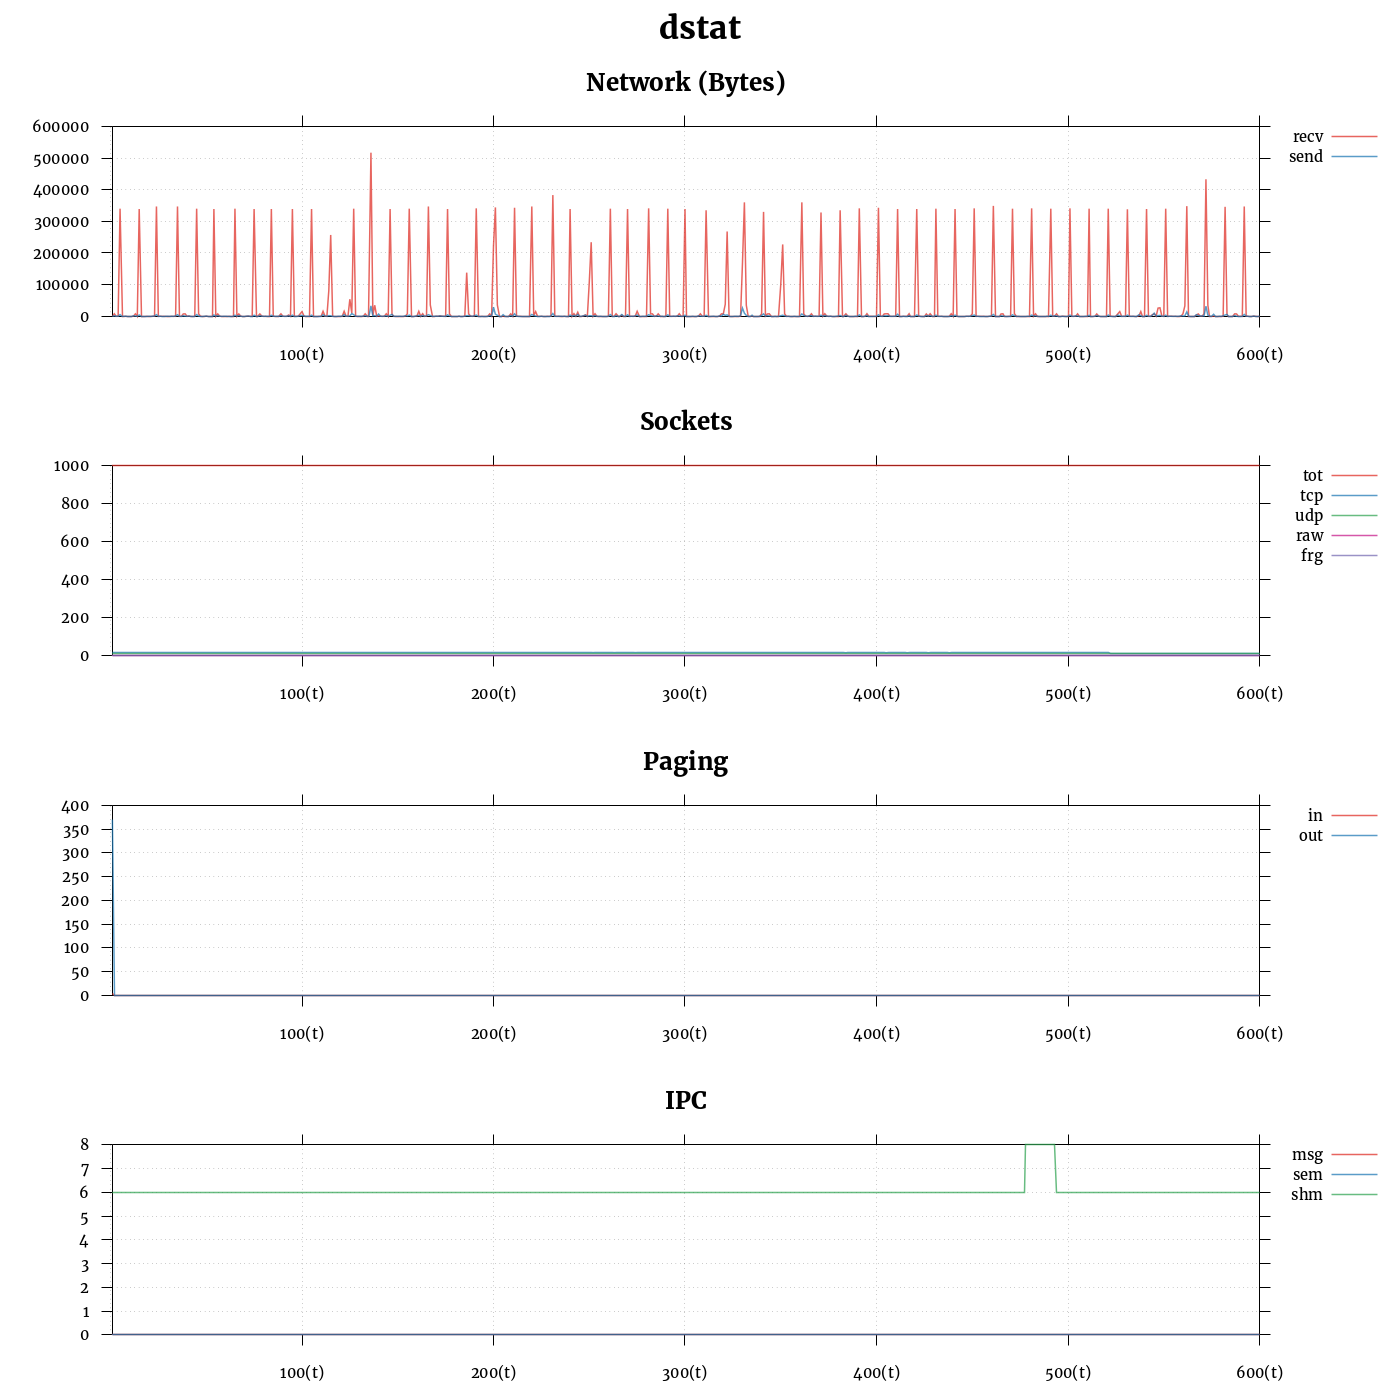 dstat
Network (Bytes)
600000
500000
400000
300000
200000
100000
0
100(t) 200(t) 300(t) 400(t) 500(t) 600(t)
recv
send
Sockets
1000
800
600
400
200
0
100(t) 200(t) 300(t) 400(t) 500(t) 600(t)
tot
tcp
udp
raw
frg
Paging
400
350
300
250
200
150
100
50
0
100(t) 200(t) 300(t) 400(t) 500(t) 600(t)
in
out
IPC
8
7
6
5
4
3
2
1
0
100(t) 200(t) 300(t) 400(t) 500(t) 600(t)
msg
sem
shm